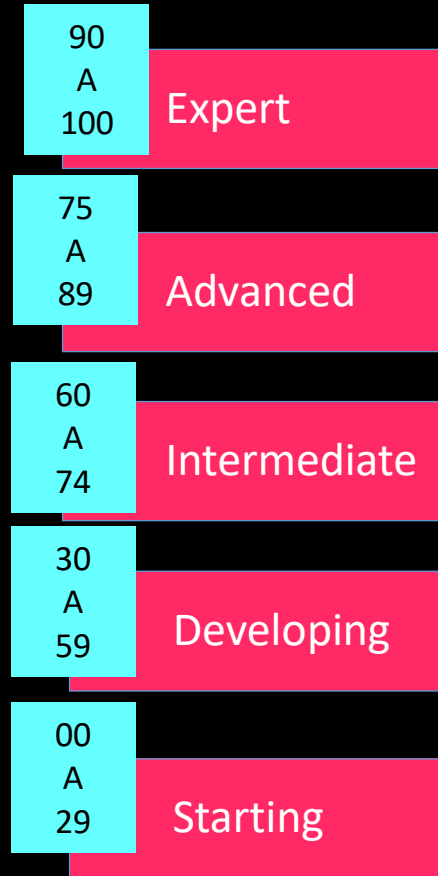 90
A
100
Expert
75
A
89
Advanced
60
A
74
Intermediate
30
A
59
Developing
00
A
29
Starting